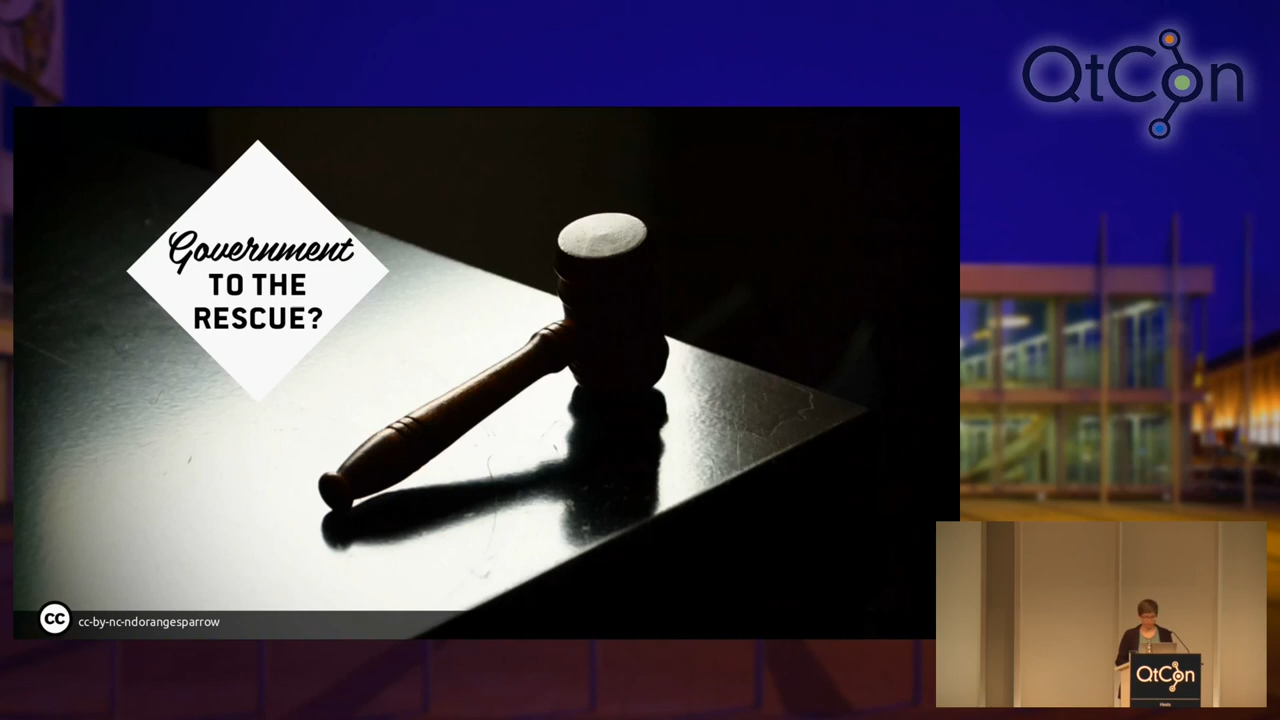 QtCon
Government
TO THE
RESCUE?
cc cc-by-nc-ndorangesparrow
QtCon